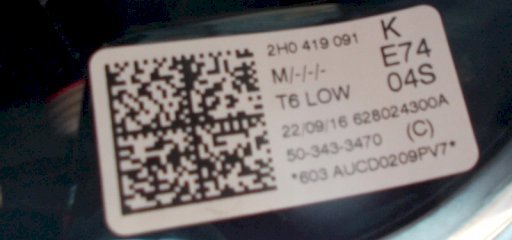 2H0 419 091 K
M/-/-/- E74
T6 LOW 04S
22/09/16 628024300A
50-343-3470 (C)
*603 AUCD0209PV7*